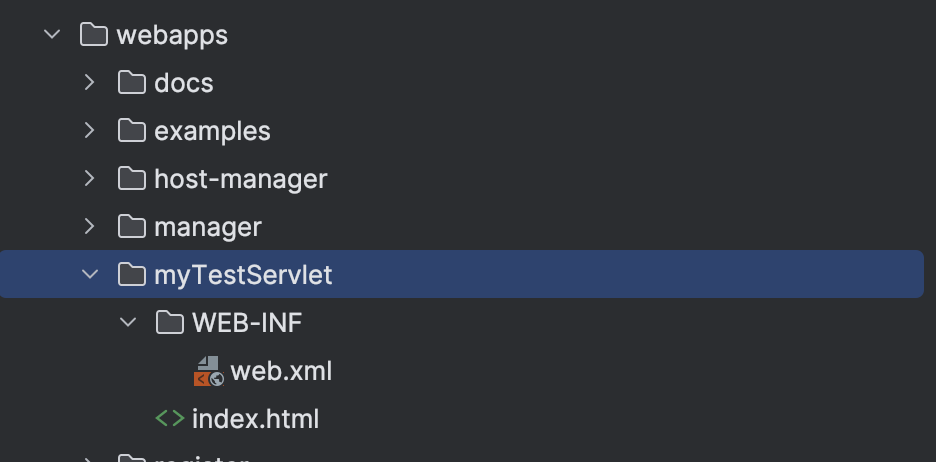 webapps
docs
examples
host-manager
manager
myTestServlet
WEB-INF
web.xml
index.html